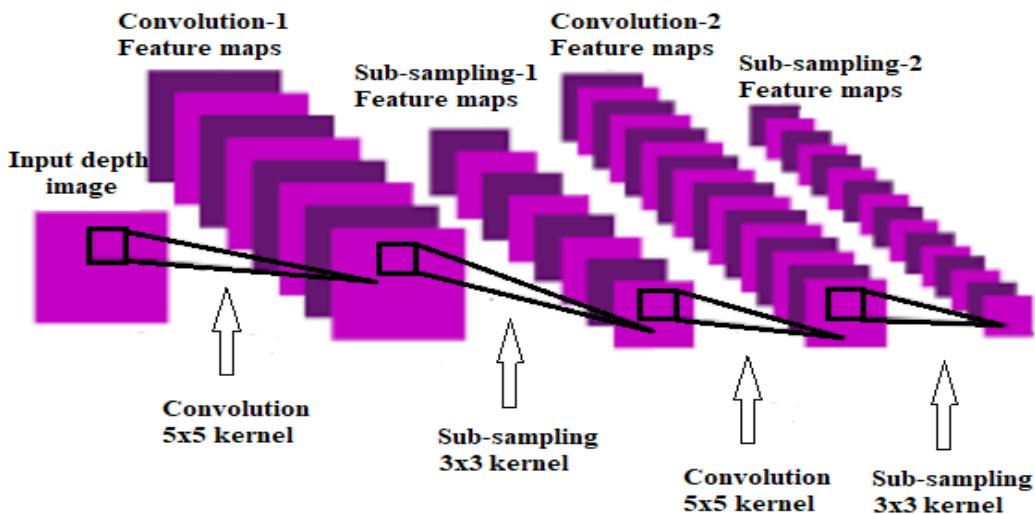 Convolution-1
Feature maps
Sub-sampling-1
Feature maps
Convolution-2
Feature maps
Sub-sampling-2
Feature maps
Input depth
image
Convolution
5x5 kernel
Sub-sampling
3x3 kernel
Convolution
5x5 kernel
Sub-sampling
3x3 kernel